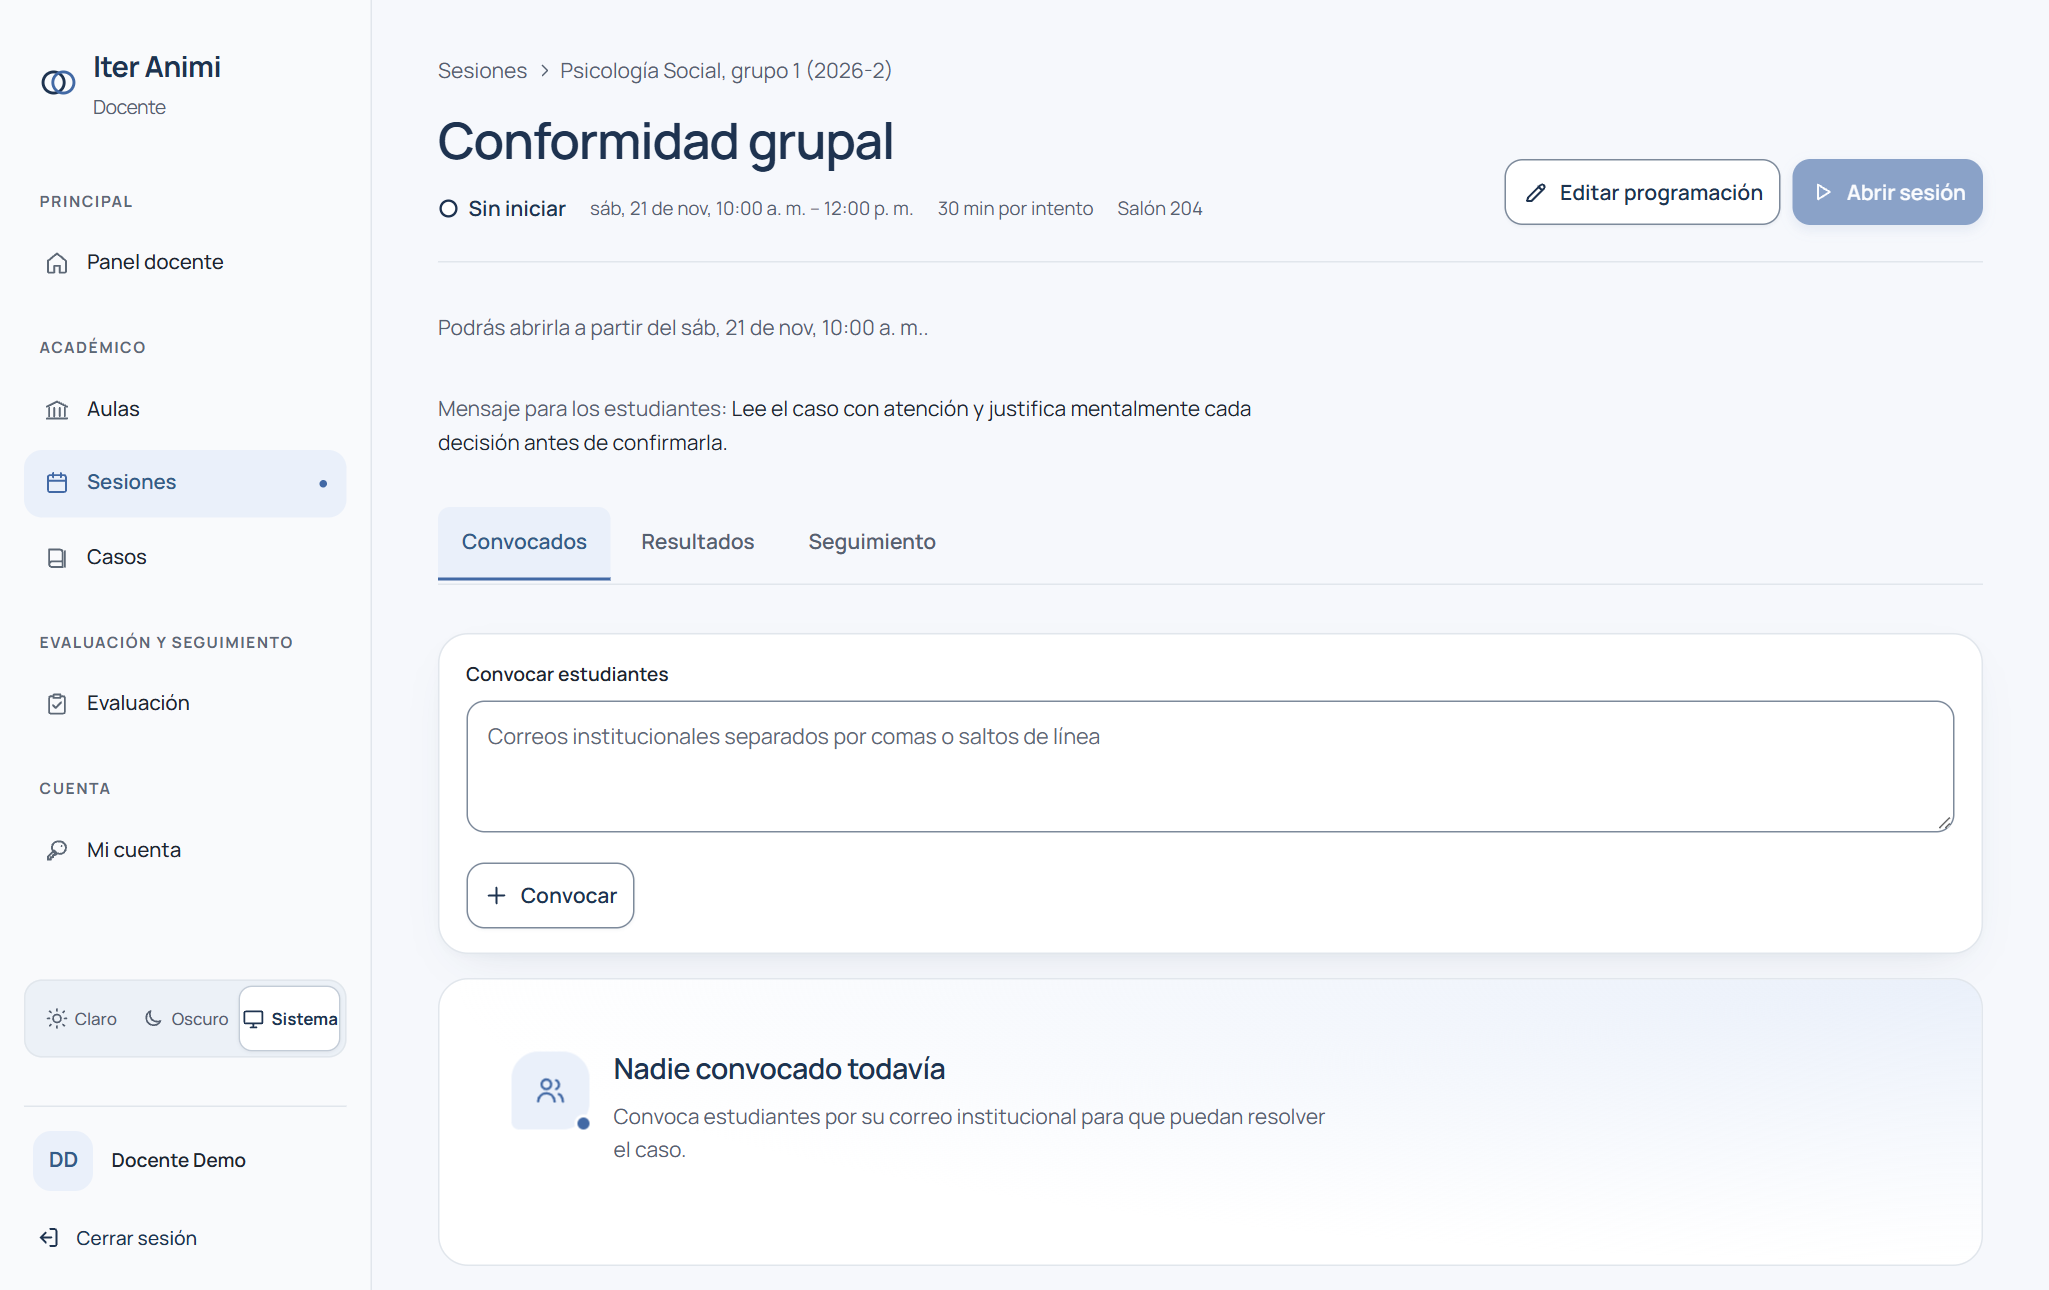 Iter Animi
Docente
PRINCIPAL
Panel docente
ACADÉMICO
Aulas
Sesiones
Casos
EVALUACIÓN Y SEGUIMIENTO
Evaluación
CUENTA
Mi cuenta
Claro
Oscuro
Sistema
DD
Docente Demo
Cerrar sesión
Sesiones > Psicología Social, grupo 1 (2026-2)
Conformidad grupal
Sin iniciar sáb, 21 de nov, 10:00 a. m. – 12:00 p. m. 30 min por intento Salón 204
Editar programación
Abrir sesión
Podrás abrirla a partir del sáb, 21 de nov, 10:00 a. m..
Mensaje para los estudiantes: Lee el caso con atención y justifica mentalmente cada
decisión antes de confirmarla.
Convocados
Resultados
Seguimiento
Convocar estudiantes
Correos institucionales separados por comas o saltos de línea
Convocar
Nadie convocado todavía
Convoca estudiantes por su correo institucional para que puedan resolver
el caso.